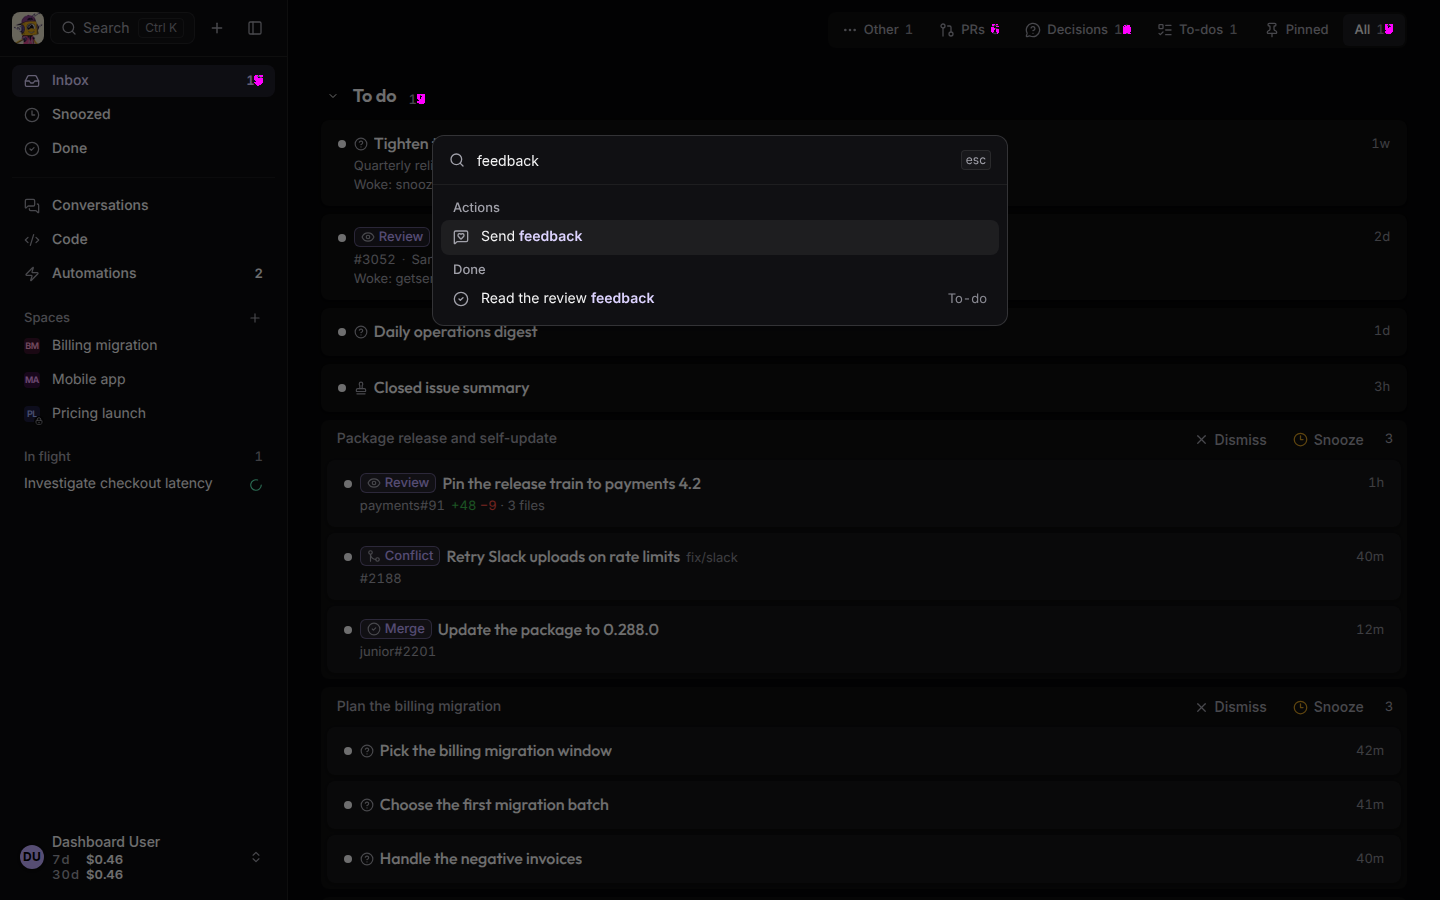 Search Ctrl K
Inbox
Snoozed
Done
Conversations
Code
Automations 2
Spaces
BM Billing migration
MA Mobile app
PL Pricing launch
In flight 1
Investigate checkout latency
DU Dashboard User
7d $0.46
30d $0.46
Other 1 PRs Decisions To-dos 1 Pinned All
To do
feedback esc
Actions
Send feedback
Done
Read the review feedback To-do
Tighten 1w
Quarterly
Woke:
Review 2d
#3052 ·
Woke:
Daily operations digest 1d
Closed issue summary 3h
Package release and self-update Dismiss Snooze 3
Review Pin the release train to payments 4.2 1h
payments#91 +48 −9 · 3 files
Conflict Retry Slack uploads on rate limits fix/slack 40m
#2188
Merge Update the package to 0.288.0 12m
junior#2201
Plan the billing migration Dismiss Snooze 3
Pick the billing migration window 42m
Choose the first migration batch 41m
Handle the negative invoices 40m